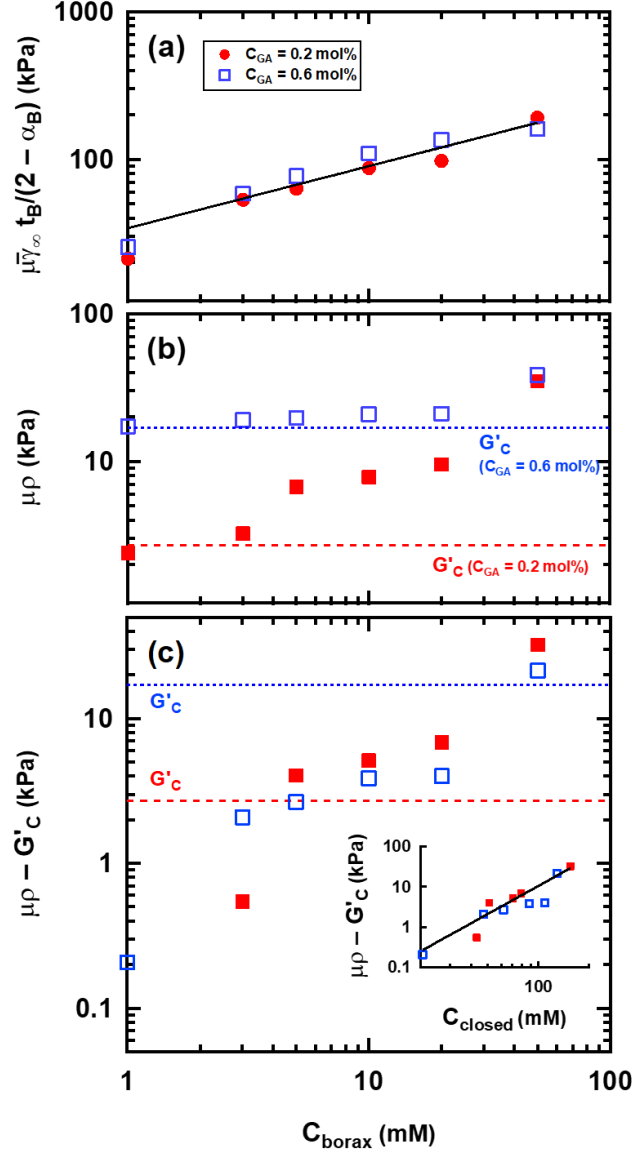 1000
(a)
C_GA = 0.2 mol%
C_GA = 0.6 mol%
100
μ̄γ̇_∞ t_B/(2 − α_B) (kPa)
100
(b)
10
μρ (kPa)
G'_C
(C_GA = 0.6 mol%)
G'_C (C_GA = 0.2 mol%)
(c)
G'_C
10
G'_C
1
0.1
μρ − G'_C (kPa)
100
10
1
0.1
μρ − G'_C (kPa)
100
C_closed (mM)
1
10
100
C_borax (mM)